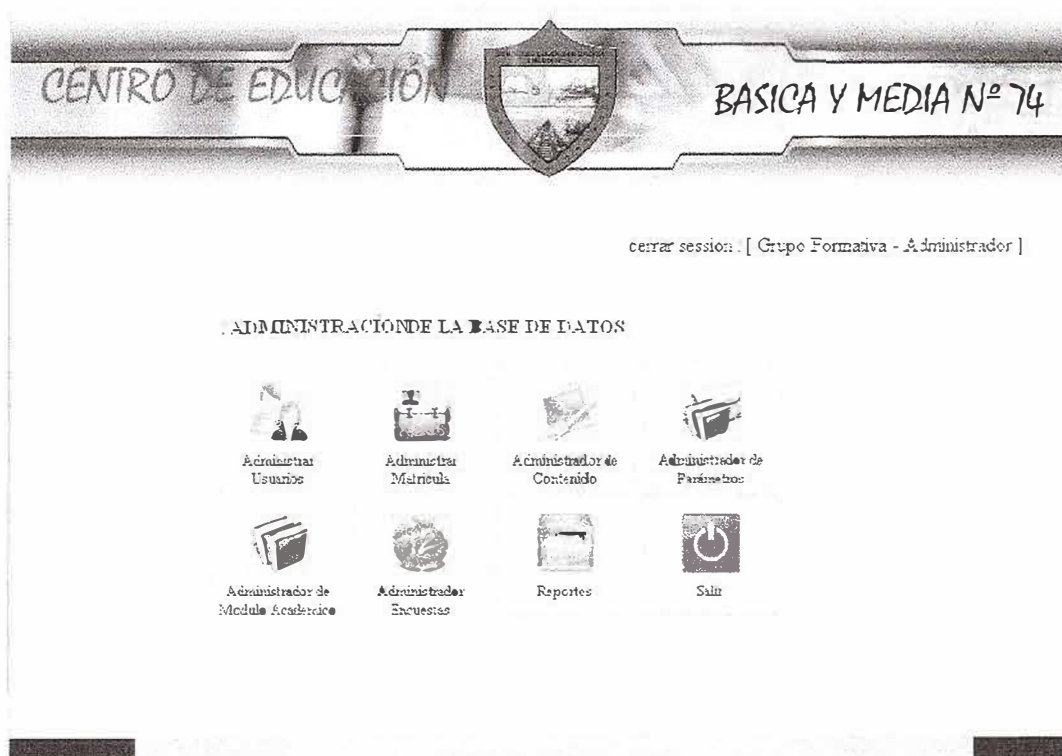 CENTRO DE EDUCACIÓN
BASICA Y MEDIA Nº 74
cerrar session : [ Grupo Formativa - Administrador ]
: ADMINISTRACIONDE LA BASE DE DATOS
Administrar
Usuarios
Administrar
Matricula
Administrador de
Contenido
Administrador de
Parámetros
Administrador de
Modulo Academico
Administrador
Encuestas
Reportes
Salir